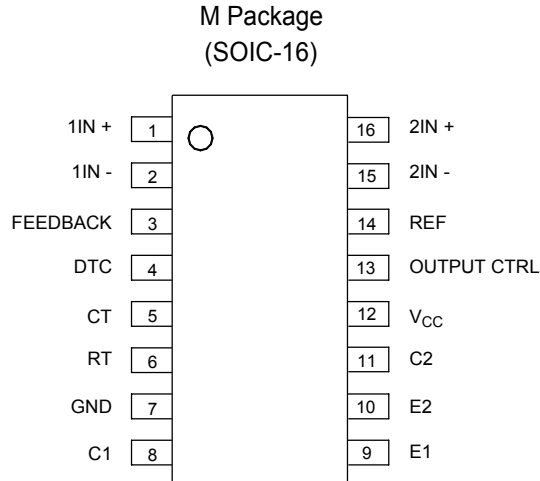 M Package
(SOIC-16)
1IN + 1 16 2IN +
1IN - 2 15 2IN -
FEEDBACK 3 14 REF
DTC 4 13 OUTPUT CTRL
CT 5 12 VCC
RT 6 11 C2
GND 7 10 E2
C1 8 9 E1